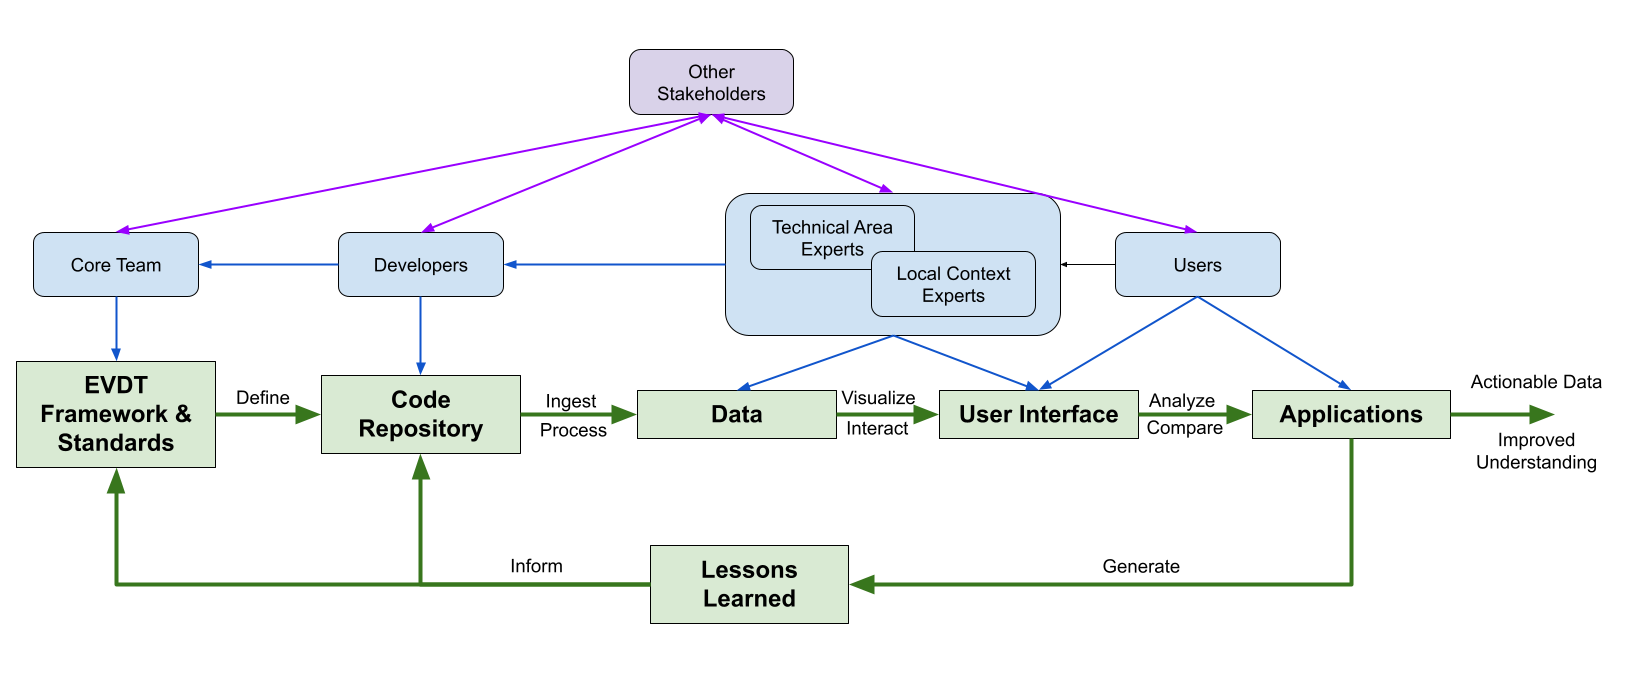 Other
Stakeholders
Technical Area
Experts
Local Context
Experts
Core Team
Developers
Users
EVDT
Framework &
Standards
Define
Code
Repository
Ingest
Process
Data
Visualize
Interact
User Interface
Analyze
Compare
Applications
Actionable Data
Improved
Understanding
Inform
Lessons
Learned
Generate